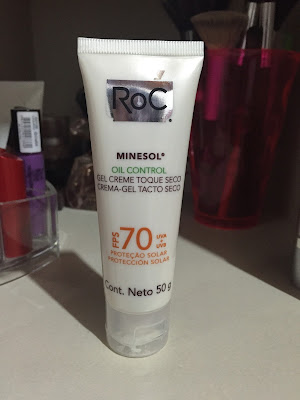 RoC
MINESOL®
OIL CONTROL
GEL CREME TOQUE SECO
CREMA-GEL TACTO SECO
FPS 70 UVA + UVB
PROTEÇÃO SOLAR
PROTECCIÓN SOLAR
Cont. Neto 50 g